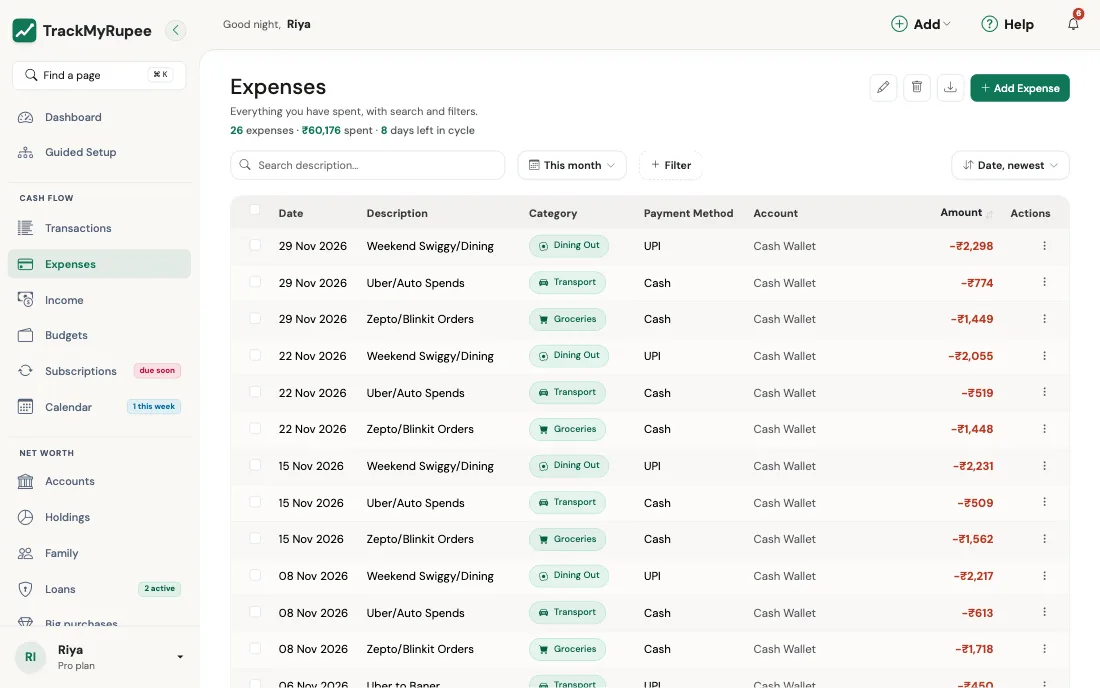 TrackMyRupee
Good night, Riya
Add
Help
6
Find a page ⌘ K
Dashboard
Guided Setup
CASH FLOW
Transactions
Expenses
Income
Budgets
Subscriptions due soon
Calendar 1 this week
NET WORTH
Accounts
Holdings
Family
Loans 2 active
Big purchases
RI
Riya
Pro plan
Expenses
Everything you have spent, with search and filters.
26 expenses · ₹60,176 spent · 8 days left in cycle
+ Add Expense
Search description...
This month
+ Filter
Date, newest
Date Description Category Payment Method Account Amount Actions
29 Nov 2026 Weekend Swiggy/Dining Dining Out UPI Cash Wallet -₹2,298
29 Nov 2026 Uber/Auto Spends Transport Cash Cash Wallet -₹774
29 Nov 2026 Zepto/Blinkit Orders Groceries Cash Cash Wallet -₹1,449
22 Nov 2026 Weekend Swiggy/Dining Dining Out UPI Cash Wallet -₹2,055
22 Nov 2026 Uber/Auto Spends Transport Cash Cash Wallet -₹519
22 Nov 2026 Zepto/Blinkit Orders Groceries Cash Cash Wallet -₹1,448
15 Nov 2026 Weekend Swiggy/Dining Dining Out UPI Cash Wallet -₹2,231
15 Nov 2026 Uber/Auto Spends Transport Cash Cash Wallet -₹509
15 Nov 2026 Zepto/Blinkit Orders Groceries Cash Cash Wallet -₹1,562
08 Nov 2026 Weekend Swiggy/Dining Dining Out UPI Cash Wallet -₹2,217
08 Nov 2026 Uber/Auto Spends Transport Cash Cash Wallet -₹613
08 Nov 2026 Zepto/Blinkit Orders Groceries Cash Cash Wallet -₹1,718
06 Nov 2026 Uber to Baner Transport UPI Cash Wallet -₹450